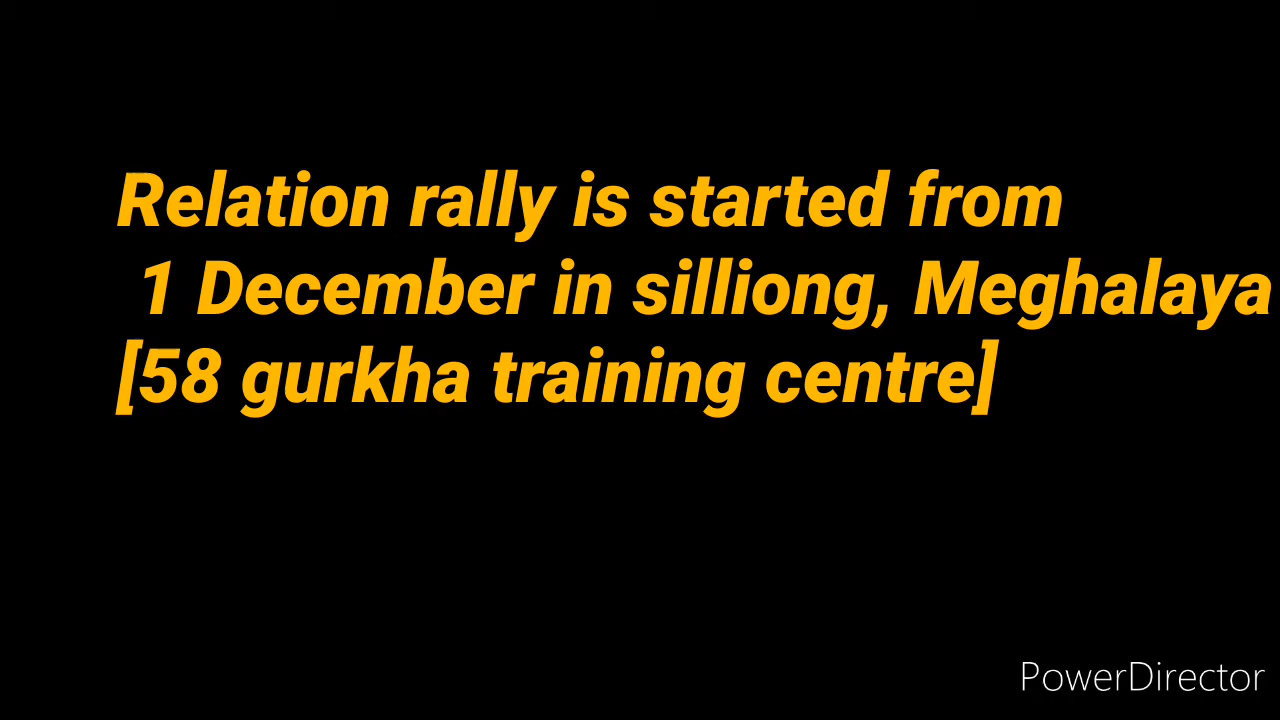 Relation rally is started from
1 December in silliong, Meghalaya
[58 gurkha training centre]
PowerDirector